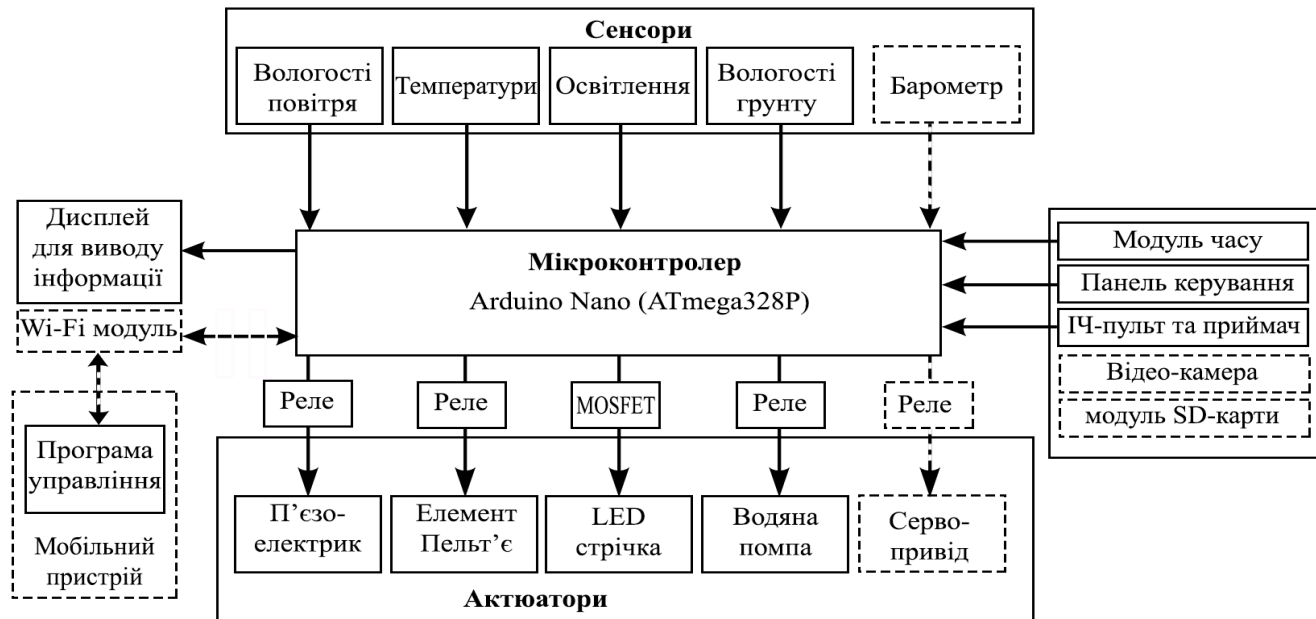 Сенсори
Вологості
повітря
Температури
Освітлення
Вологості
грунту
Барометр
Дисплей
для виводу
інформації
Wi-Fi модуль
Програма
управління
Мобільний
пристрій
Мікроконтролер
Arduino Nano (ATmega328P)
Модуль часу
Панель керування
ІЧ-пульт та приймач
Відео-камера
модуль SD-карти
Реле
Реле
MOSFET
Реле
Реле
П’єзо-
електрик
Елемент
Пельт’є
LED
стрічка
Водяна
помпа
Серво-
привід
Актюатори